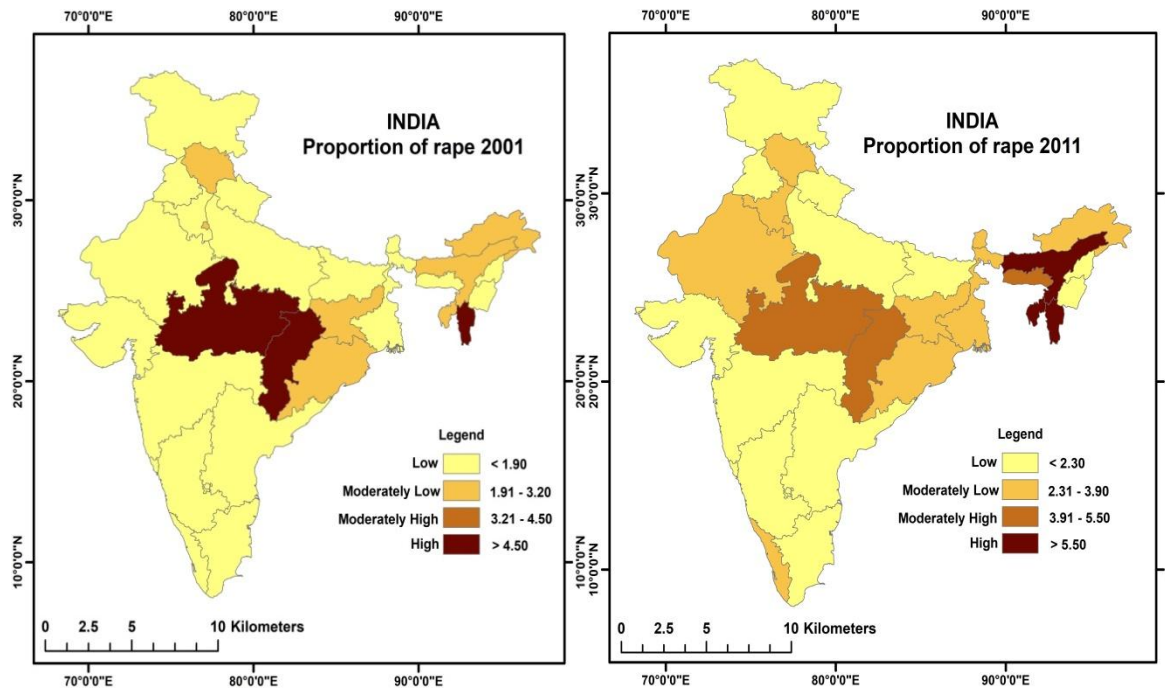 70°0'0"E 80°0'0"E 90°0'0"E
INDIA
Proportion of rape 2001
30°0'0"N
20°0'0"N
10°0'0"N
Legend
Low < 1.90
Moderately Low 1.91 - 3.20
Moderately High 3.21 - 4.50
High > 4.50
0 2.5 5 10 Kilometers
70°0'0"E 80°0'0"E 90°0'0"E
70°0'0"E 80°0'0"E 90°0'0"E
INDIA
Proportion of rape 2011
30°0'0"N
20°0'0"N
10°0'0"N
Legend
Low < 2.30
Moderately Low 2.31 - 3.90
Moderately High 3.91 - 5.50
High > 5.50
0 2.5 5 10 Kilometers
70°0'0"E 80°0'0"E 90°0'0"E